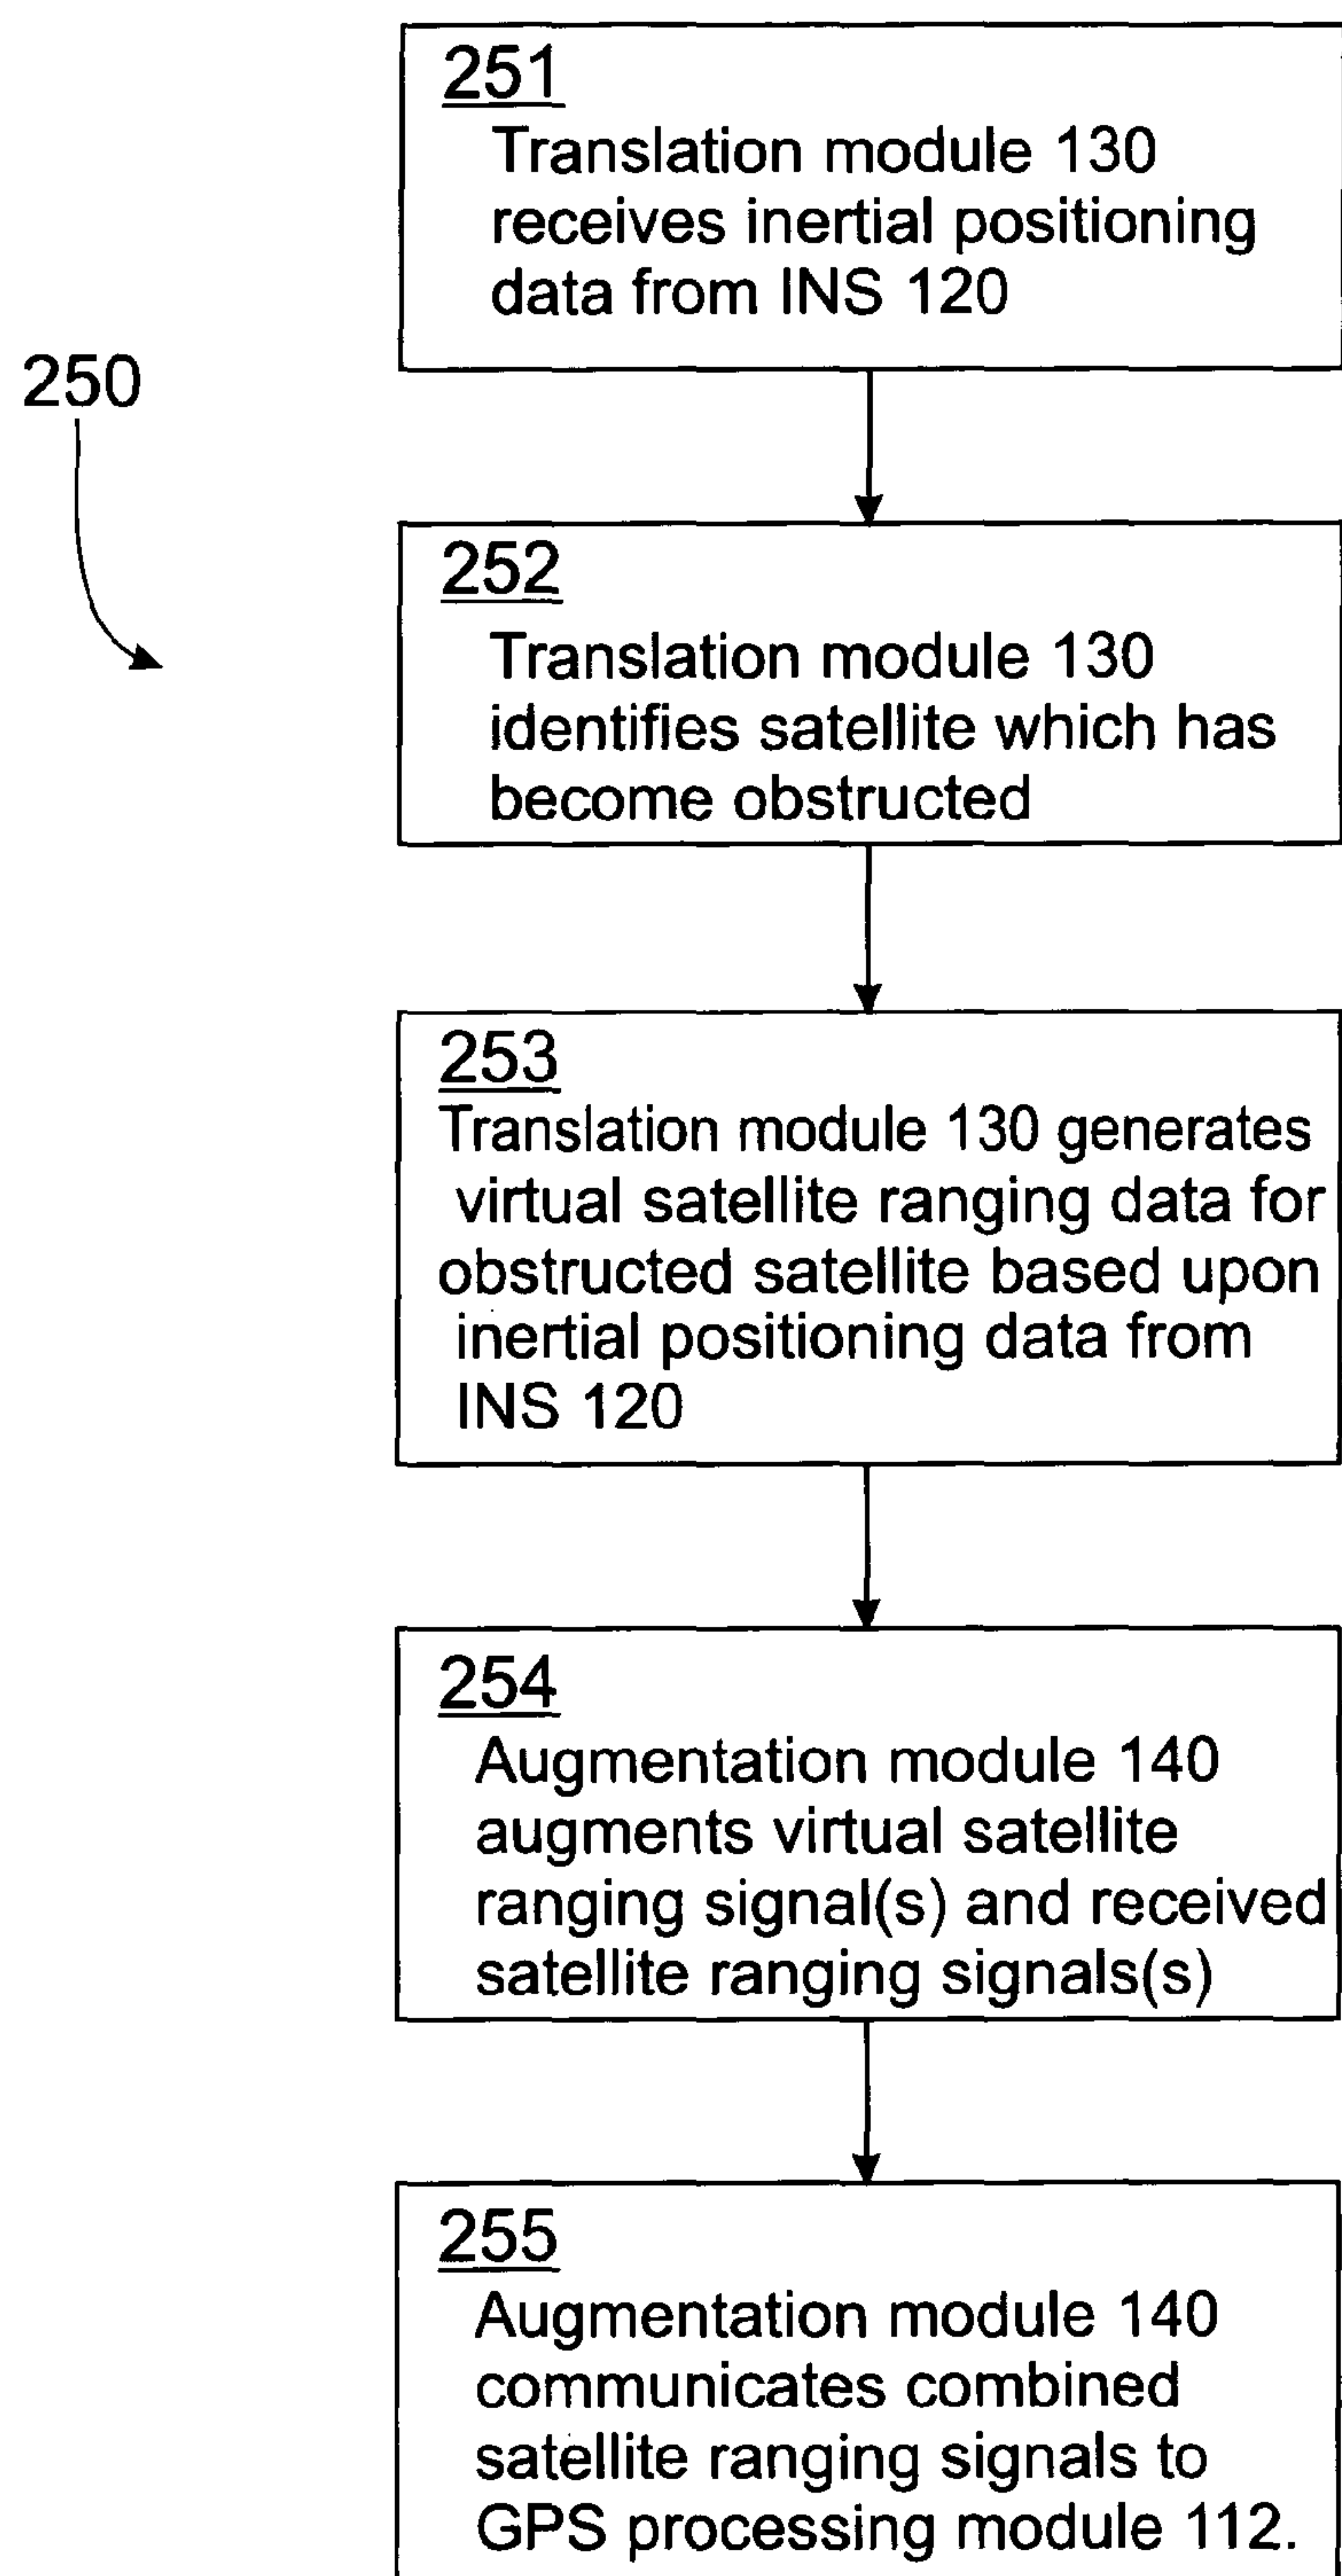 251
Translation module 130
receives inertial positioning
data from INS 120
250
252
Translation module 130
identifies satellite which has
become obstructed
253
Translation module 130 generates
virtual satellite ranging data for
obstructed satellite based upon
inertial positioning data from
INS 120
254
Augmentation module 140
augments virtual satellite
ranging signal(s) and received
satellite ranging signals(s)
255
Augmentation module 140
communicates combined
satellite ranging signals to
GPS processing module 112.